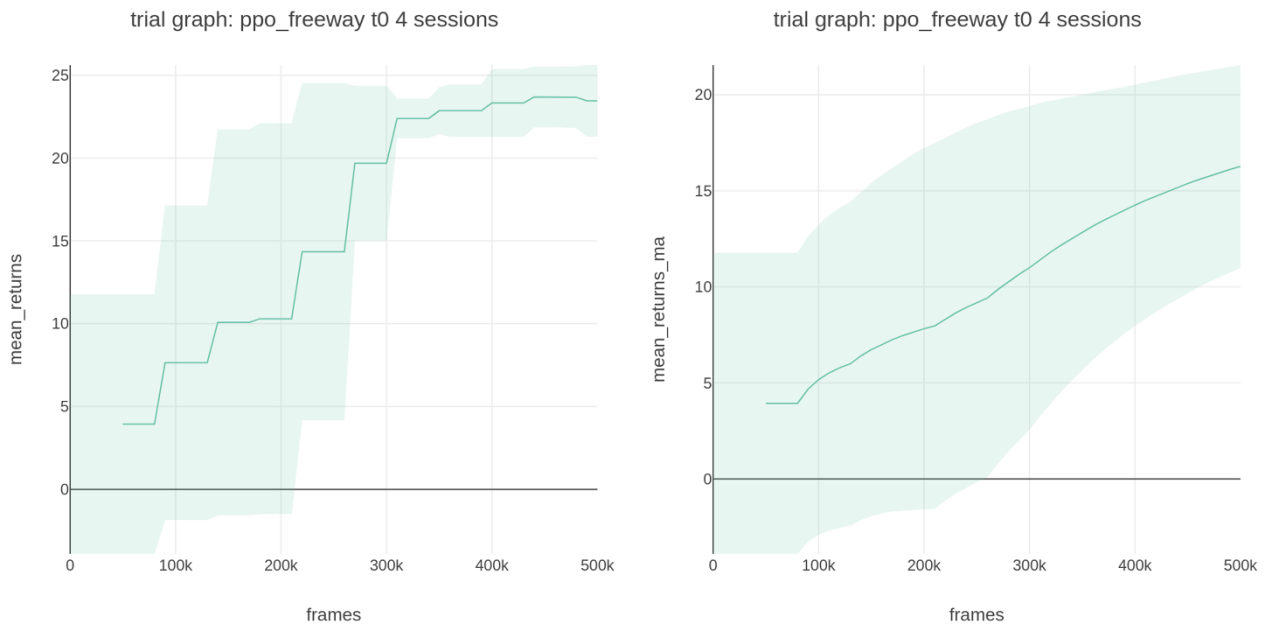 trial graph: ppo_freeway t0 4 sessions
mean_returns
25
20
15
10
5
0
0 100k 200k 300k 400k 500k
frames
trial graph: ppo_freeway t0 4 sessions
mean_returns_ma
20
15
10
5
0
0 100k 200k 300k 400k 500k
frames